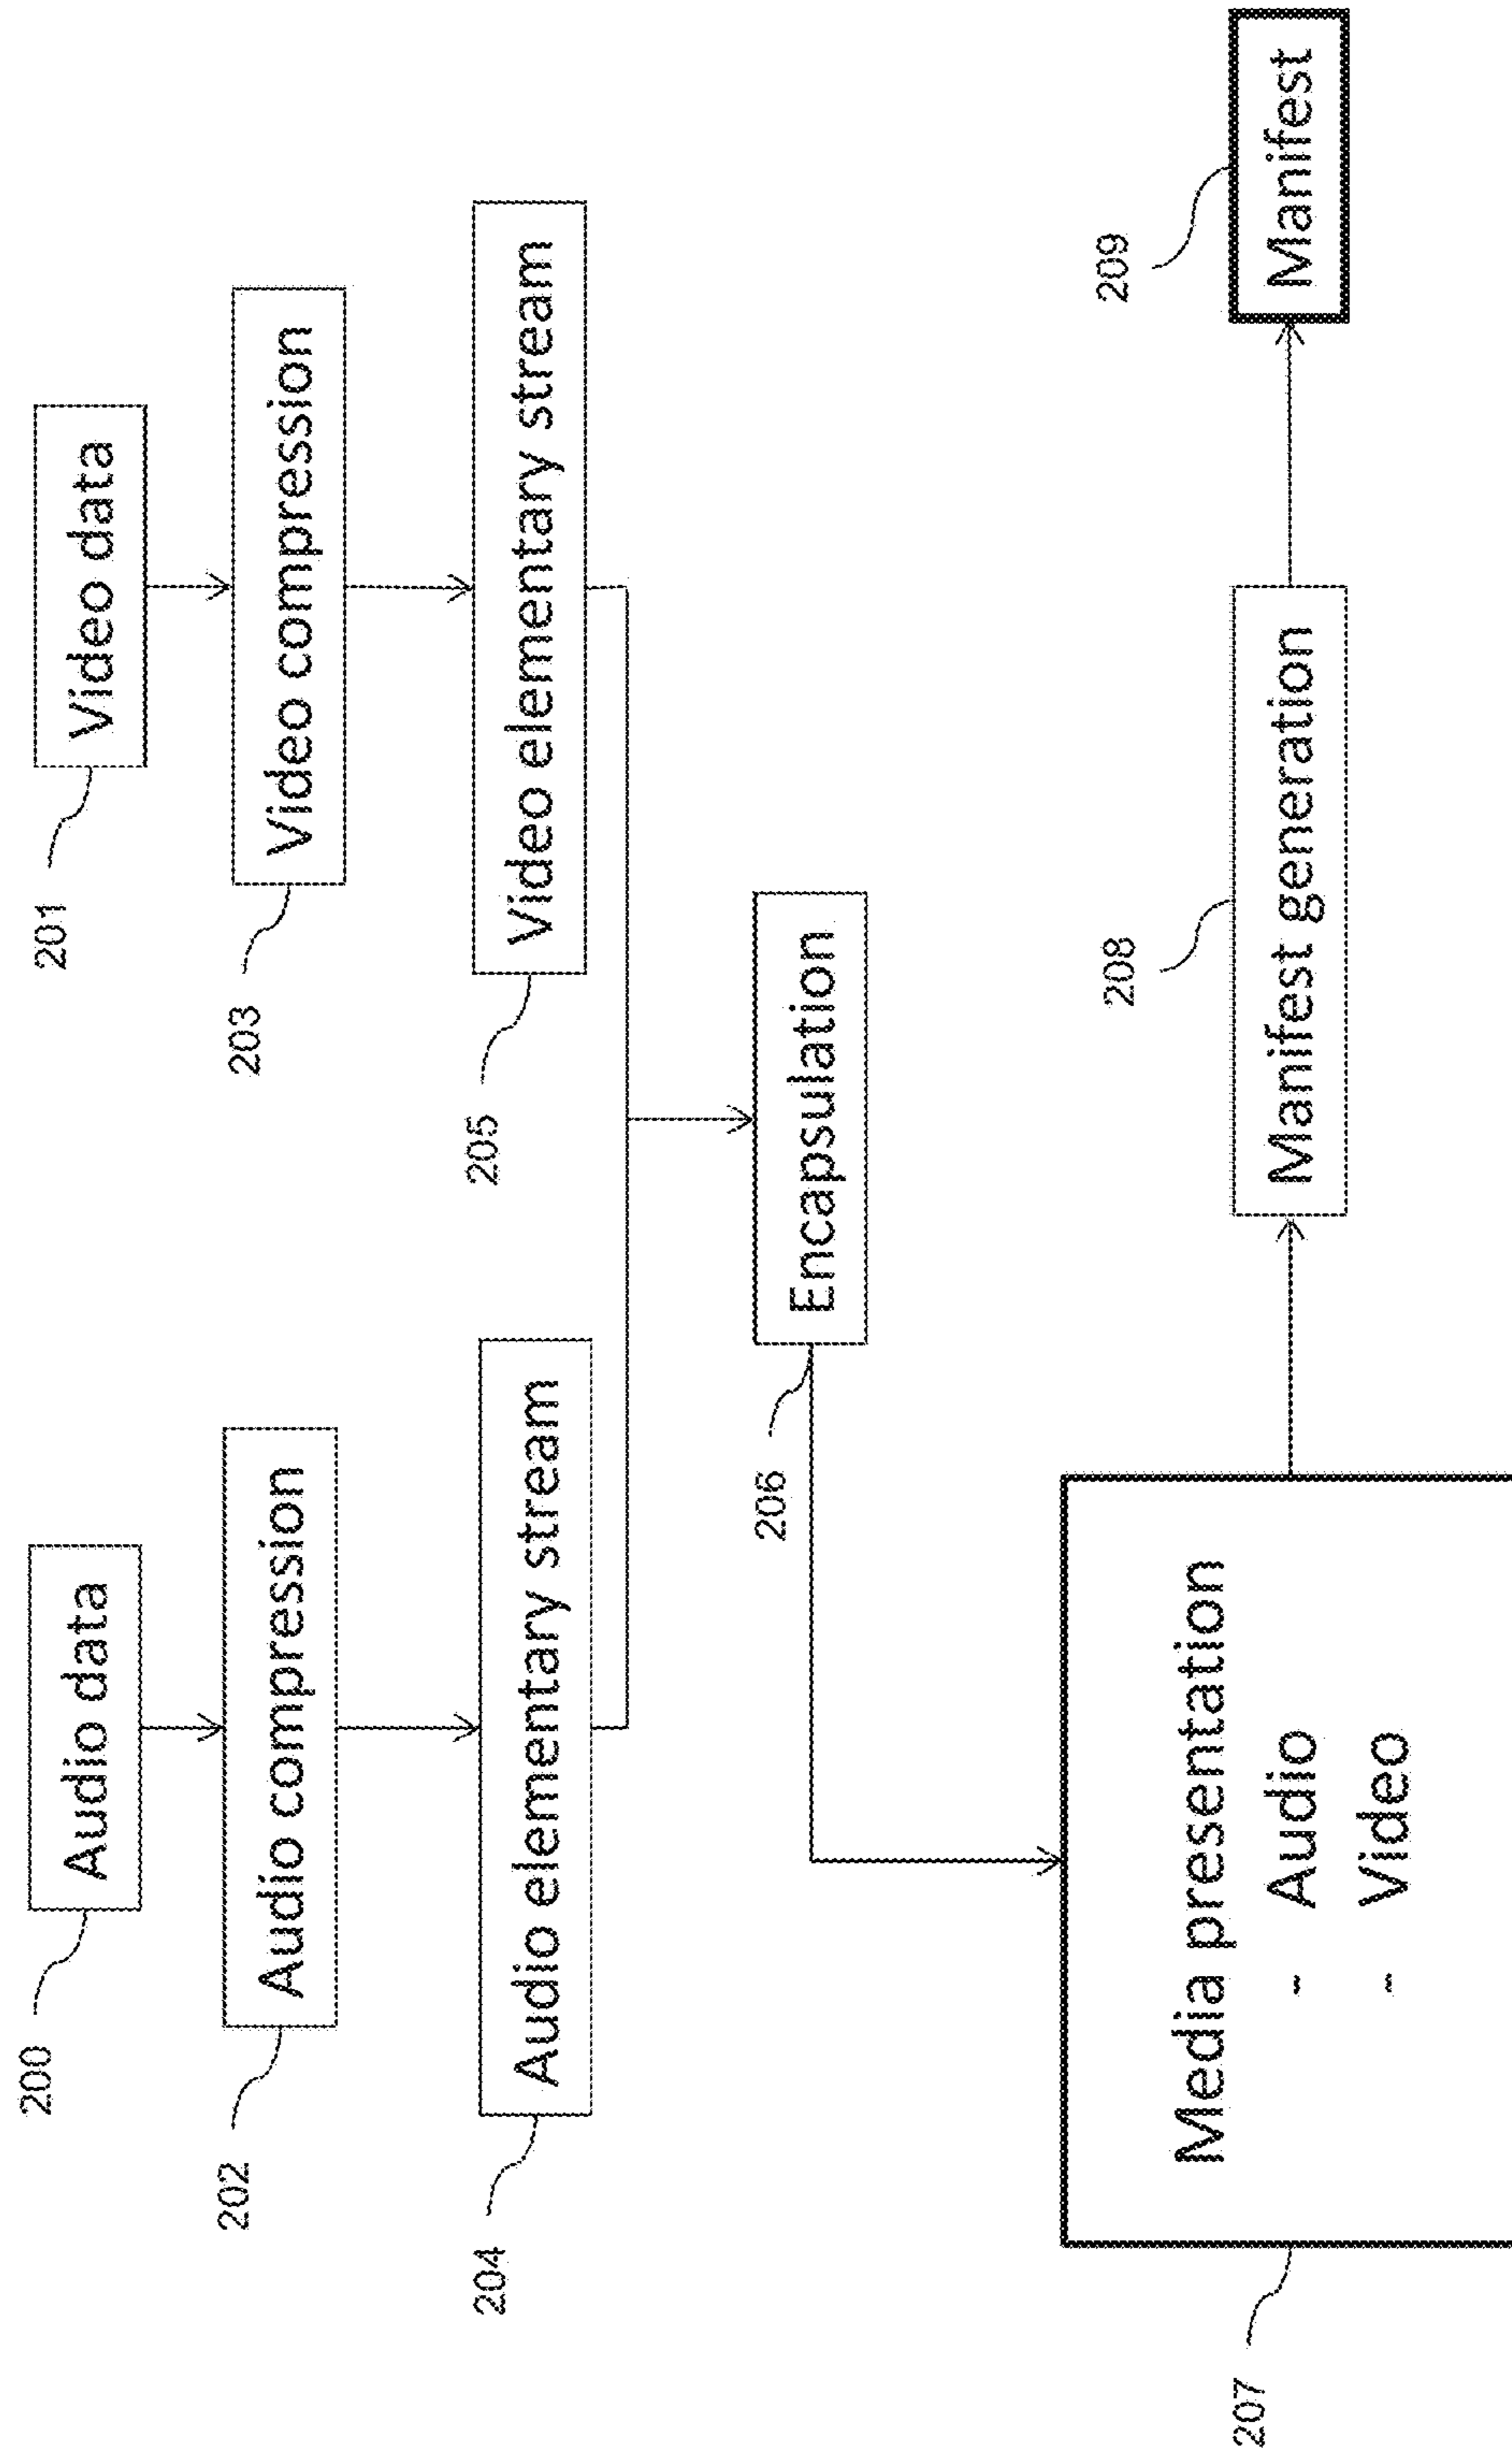 200
Audio data
201
Video data
202
Audio compression
203
Video compression
204
Audio elementary stream
205
Video elementary stream
206
Encapsulation
207
Media presentation
- Audio
- Video
208
Manifest generation
209
Manifest